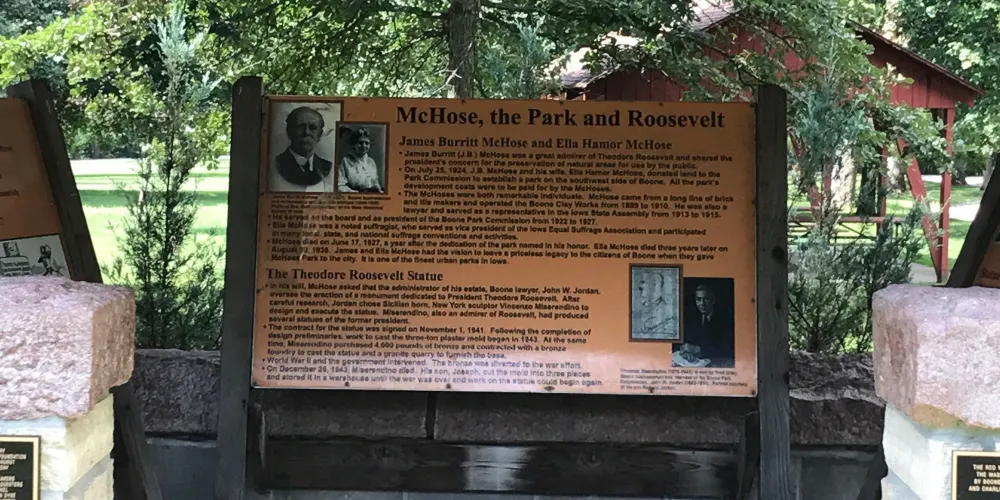 McHose, the Park and Roosevelt
James Burritt McHose and Ella Hamor McHose
• James Burritt (J.B.) McHose was a great admirer of Theodore Roosevelt and shared the
president's concern for the preservation of natural areas for use by the public.
• On July 25, 1924, J.B. McHose and his wife, Ella Hamor McHose, donated land to the
Park Commission to establish a park on the southwest side of Boone. All the park's
development costs were to be paid for by the McHoses.
• The McHoses were both remarkable individuals. McHose came from a long line of brick
and tile makers and operated the Boone Clay Works from 1889 to 1910. He was also a
lawyer and served as a representative in the Iowa State Assembly from 1913 to 1915.
• He served on the board and as president of the Boone Park Commission from 1922 to 1927.
• Ella McHose was a noted suffragist, who served as vice president of the Iowa Equal Suffrage Association and participated
in many local, state, and national suffrage conventions and activities.
• McHose died on June 17, 1927, a year after the dedication of the park named in his honor. Ella McHose died three years later on
August 1930. James and Ella McHose had the vision to leave a priceless legacy to the citizens of Boone when they gave
McHose Park to the city. It is one of the finest urban parks in Iowa.
The Theodore Roosevelt Statue
• In his will, McHose asked that the administrator of his estate, Boone lawyer, John W. Jordan,
oversee the erection of a monument dedicated to President Theodore Roosevelt. After
careful research, Jordan chose Sicilian born, New York sculptor Vincenzo Miserendino to
design and execute the statue. Miserendino, also an admirer of Roosevelt, had produced
several statues of the former president.
• The contract for the statue was signed on November 1, 1941. Following the completion of
design preliminaries, work to cast the three-ton plaster mold began in 1943. At the same
time, Miserendino purchased 4,000 pounds of bronze and contracted with a bronze
foundry to cast the statue and a granite quarry to furnish the base.
• World War II and the government intervened. The bronze was diverted to the war effort.
• On December 26, 1943, Miserendino died. His son, Joseph, cut the mold into three pieces
and stored it in a warehouse until the war was over and work on the statue could begin again.
THE RED
THE WA
BY BOON
AND CHARL